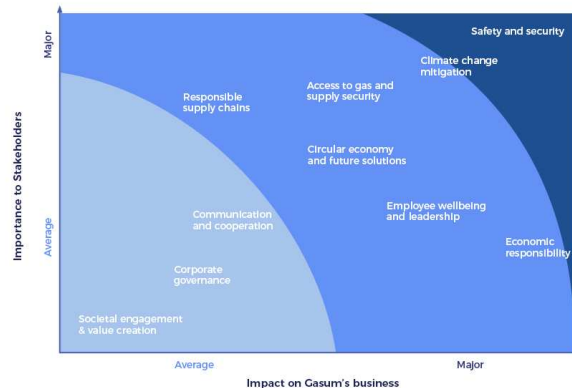 Importance to Stakeholders
Major
Average
Safety and security
Climate change
mitigation
Access to gas and
supply security
Responsible
supply chains
Circular economy
and future solutions
Employee wellbeing
and leadership
Communication
and cooperation
Economic
responsibility
Corporate
governance
Societal engagement
& value creation
Average
Major
Impact on Gasum's business